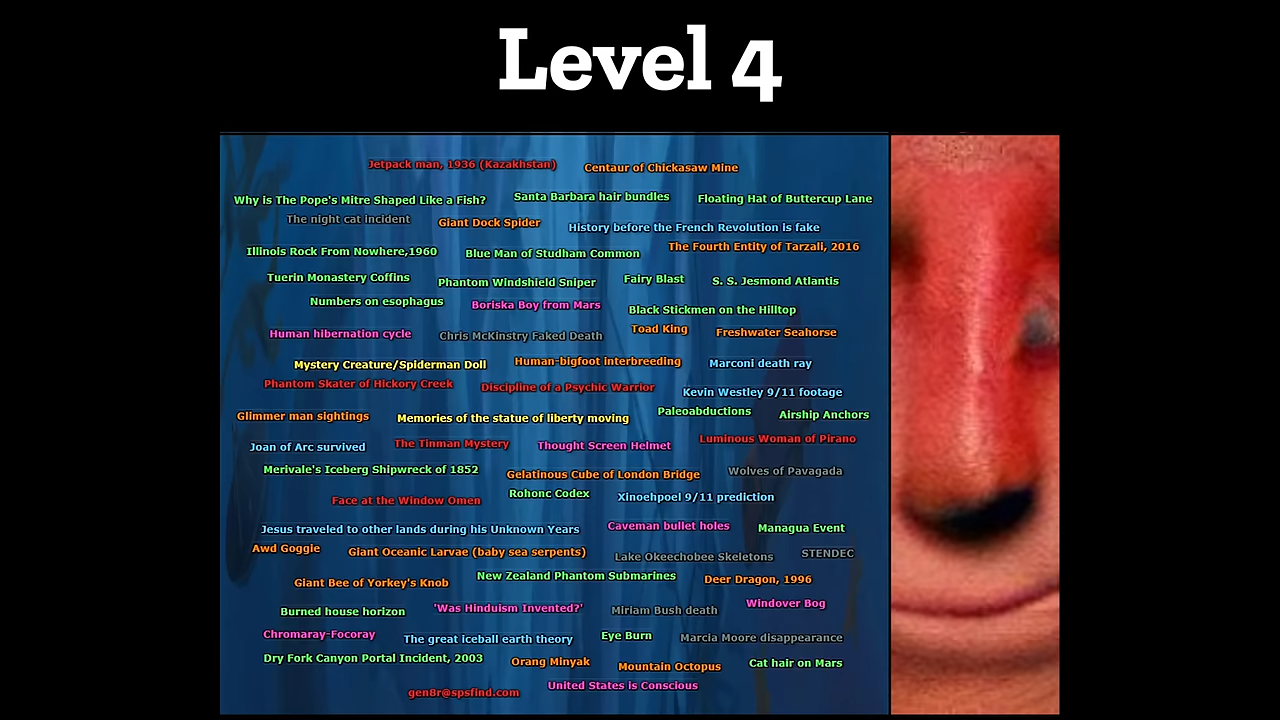 Level 4
Jetpack man, 1936 (Kazakhstan)
Centaur of Chickasaw Mine
Why is The Pope's Mitre Shaped Like a Fish?
Santa Barbara hair bundles
Floating Hat of Buttercup Lane
The night cat incident
Giant Dock Spider
History before the French Revolution is fake
Illinois Rock From Nowhere,1960
Blue Man of Studham Common
The Fourth Entity of Tarzali, 2016
Tuerin Monastery Coffins
Phantom Windshield Sniper
Fairy Blast
S. S. Jesmond Atlantis
Numbers on esophagus
Boriska Boy from Mars
Black Stickmen on the Hilltop
Human hibernation cycle
Chris McKinstry Faked Death
Toad King
Freshwater Seahorse
Mystery Creature/Spiderman Doll
Human-bigfoot interbreeding
Marconi death ray
Phantom Skater of Hickory Creek
Discipline of a Psychic Warrior
Kevin Westley 9/11 footage
Glimmer man sightings
Memories of the statue of liberty moving
Paleoabductions
Airship Anchors
Joan of Arc survived
The Tinman Mystery
Thought Screen Helmet
Luminous Woman of Pirano
Merivale's Iceberg Shipwreck of 1852
Gelatinous Cube of London Bridge
Wolves of Pavagada
Face at the Window Omen
Rohonc Codex
Xinoehpoel 9/11 prediction
Jesus traveled to other lands during his Unknown Years
Caveman bullet holes
Managua Event
Awd Goggie
Giant Oceanic Larvae (baby sea serpents)
Lake Okeechobee Skeletons
STENDEC
Giant Bee of Yorkey's Knob
New Zealand Phantom Submarines
Deer Dragon, 1996
Burned house horizon
'Was Hinduism Invented?'
Miriam Bush death
Windover Bog
Chromaray-Focoray
The great iceball earth theory
Eye Burn
Marcia Moore disappearance
Dry Fork Canyon Portal Incident, 2003
Orang Minyak
Mountain Octopus
Cat hair on Mars
gen8r@spsfind.com
United States is Conscious